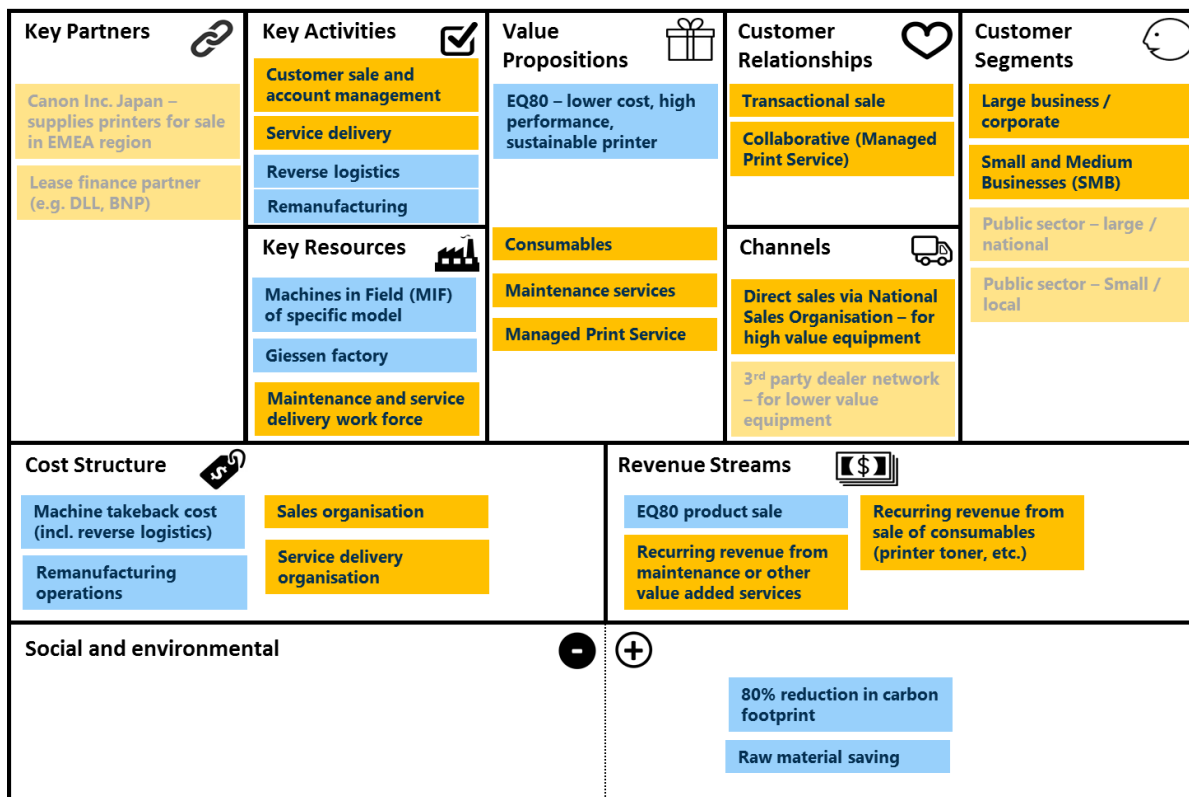 Key Partners
Canon Inc. Japan –
supplies printers for sale
in EMEA region
Lease finance partner
(e.g. DLL, BNP)
Key Activities
Customer sale and
account management
Service delivery
Reverse logistics
Remanufacturing
Key Resources
Machines in Field (MIF)
of specific model
Giessen factory
Maintenance and service
delivery work force
Value
Propositions
EQ80 – lower cost, high
performance,
sustainable printer
Consumables
Maintenance services
Managed Print Service
Customer
Relationships
Transactional sale
Collaborative (Managed
Print Service)
Channels
Direct sales via National
Sales Organisation – for
high value equipment
3rd party dealer network
– for lower value
equipment
Customer
Segments
Large business /
corporate
Small and Medium
Businesses (SMB)
Public sector – large /
national
Public sector – Small /
local
Cost Structure
$
Machine takeback cost
(incl. reverse logistics)
Remanufacturing
operations
Sales organisation
Service delivery
organisation
Revenue Streams
$
EQ80 product sale
Recurring revenue from
maintenance or other
value added services
Recurring revenue from
sale of consumables
(printer toner, etc.)
Social and environmental
-
+
80% reduction in carbon
footprint
Raw material saving